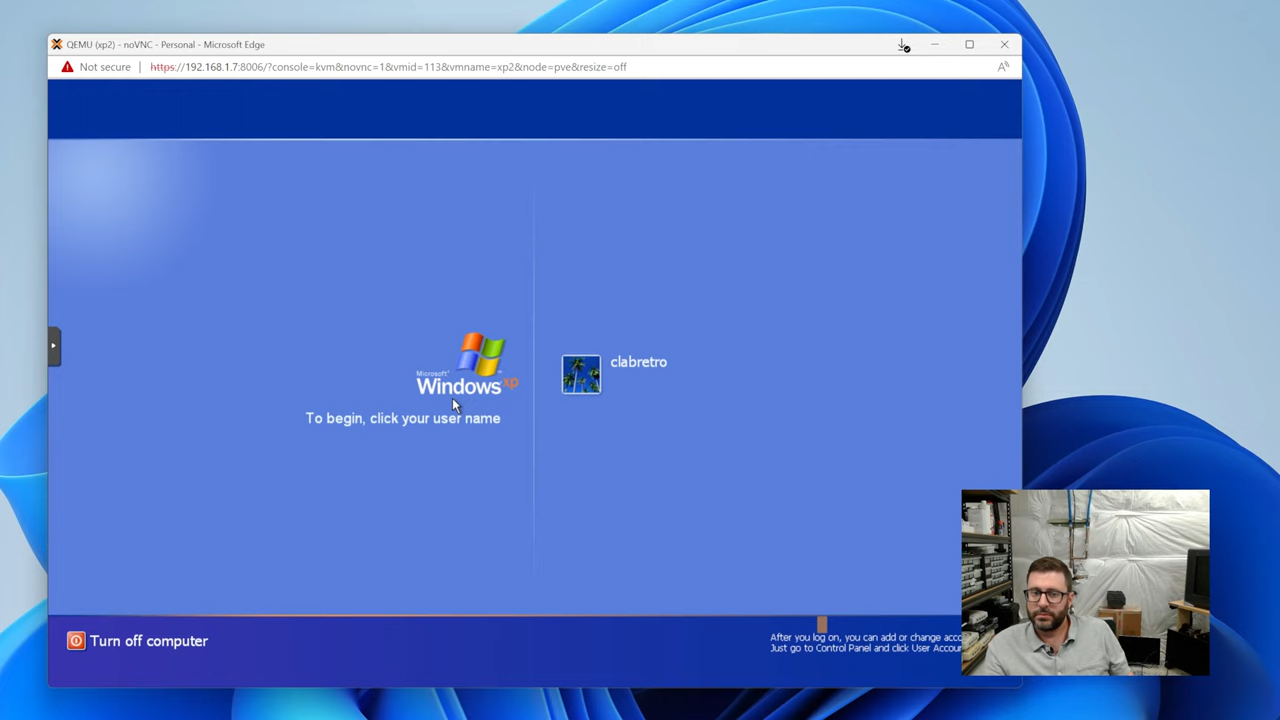 QEMU (xp2) - noVNC - Personal - Microsoft Edge
Not secure
https://192.168.1.7:8006/?console=kvm&novnc=1&vmid=113&vmname=xp2&node=pve&resize=off
Microsoft
Windows xp
To begin, click your user name
clabretro
Turn off computer
After you log on, you can add or change acco
Just go to Control Panel and click User Accour